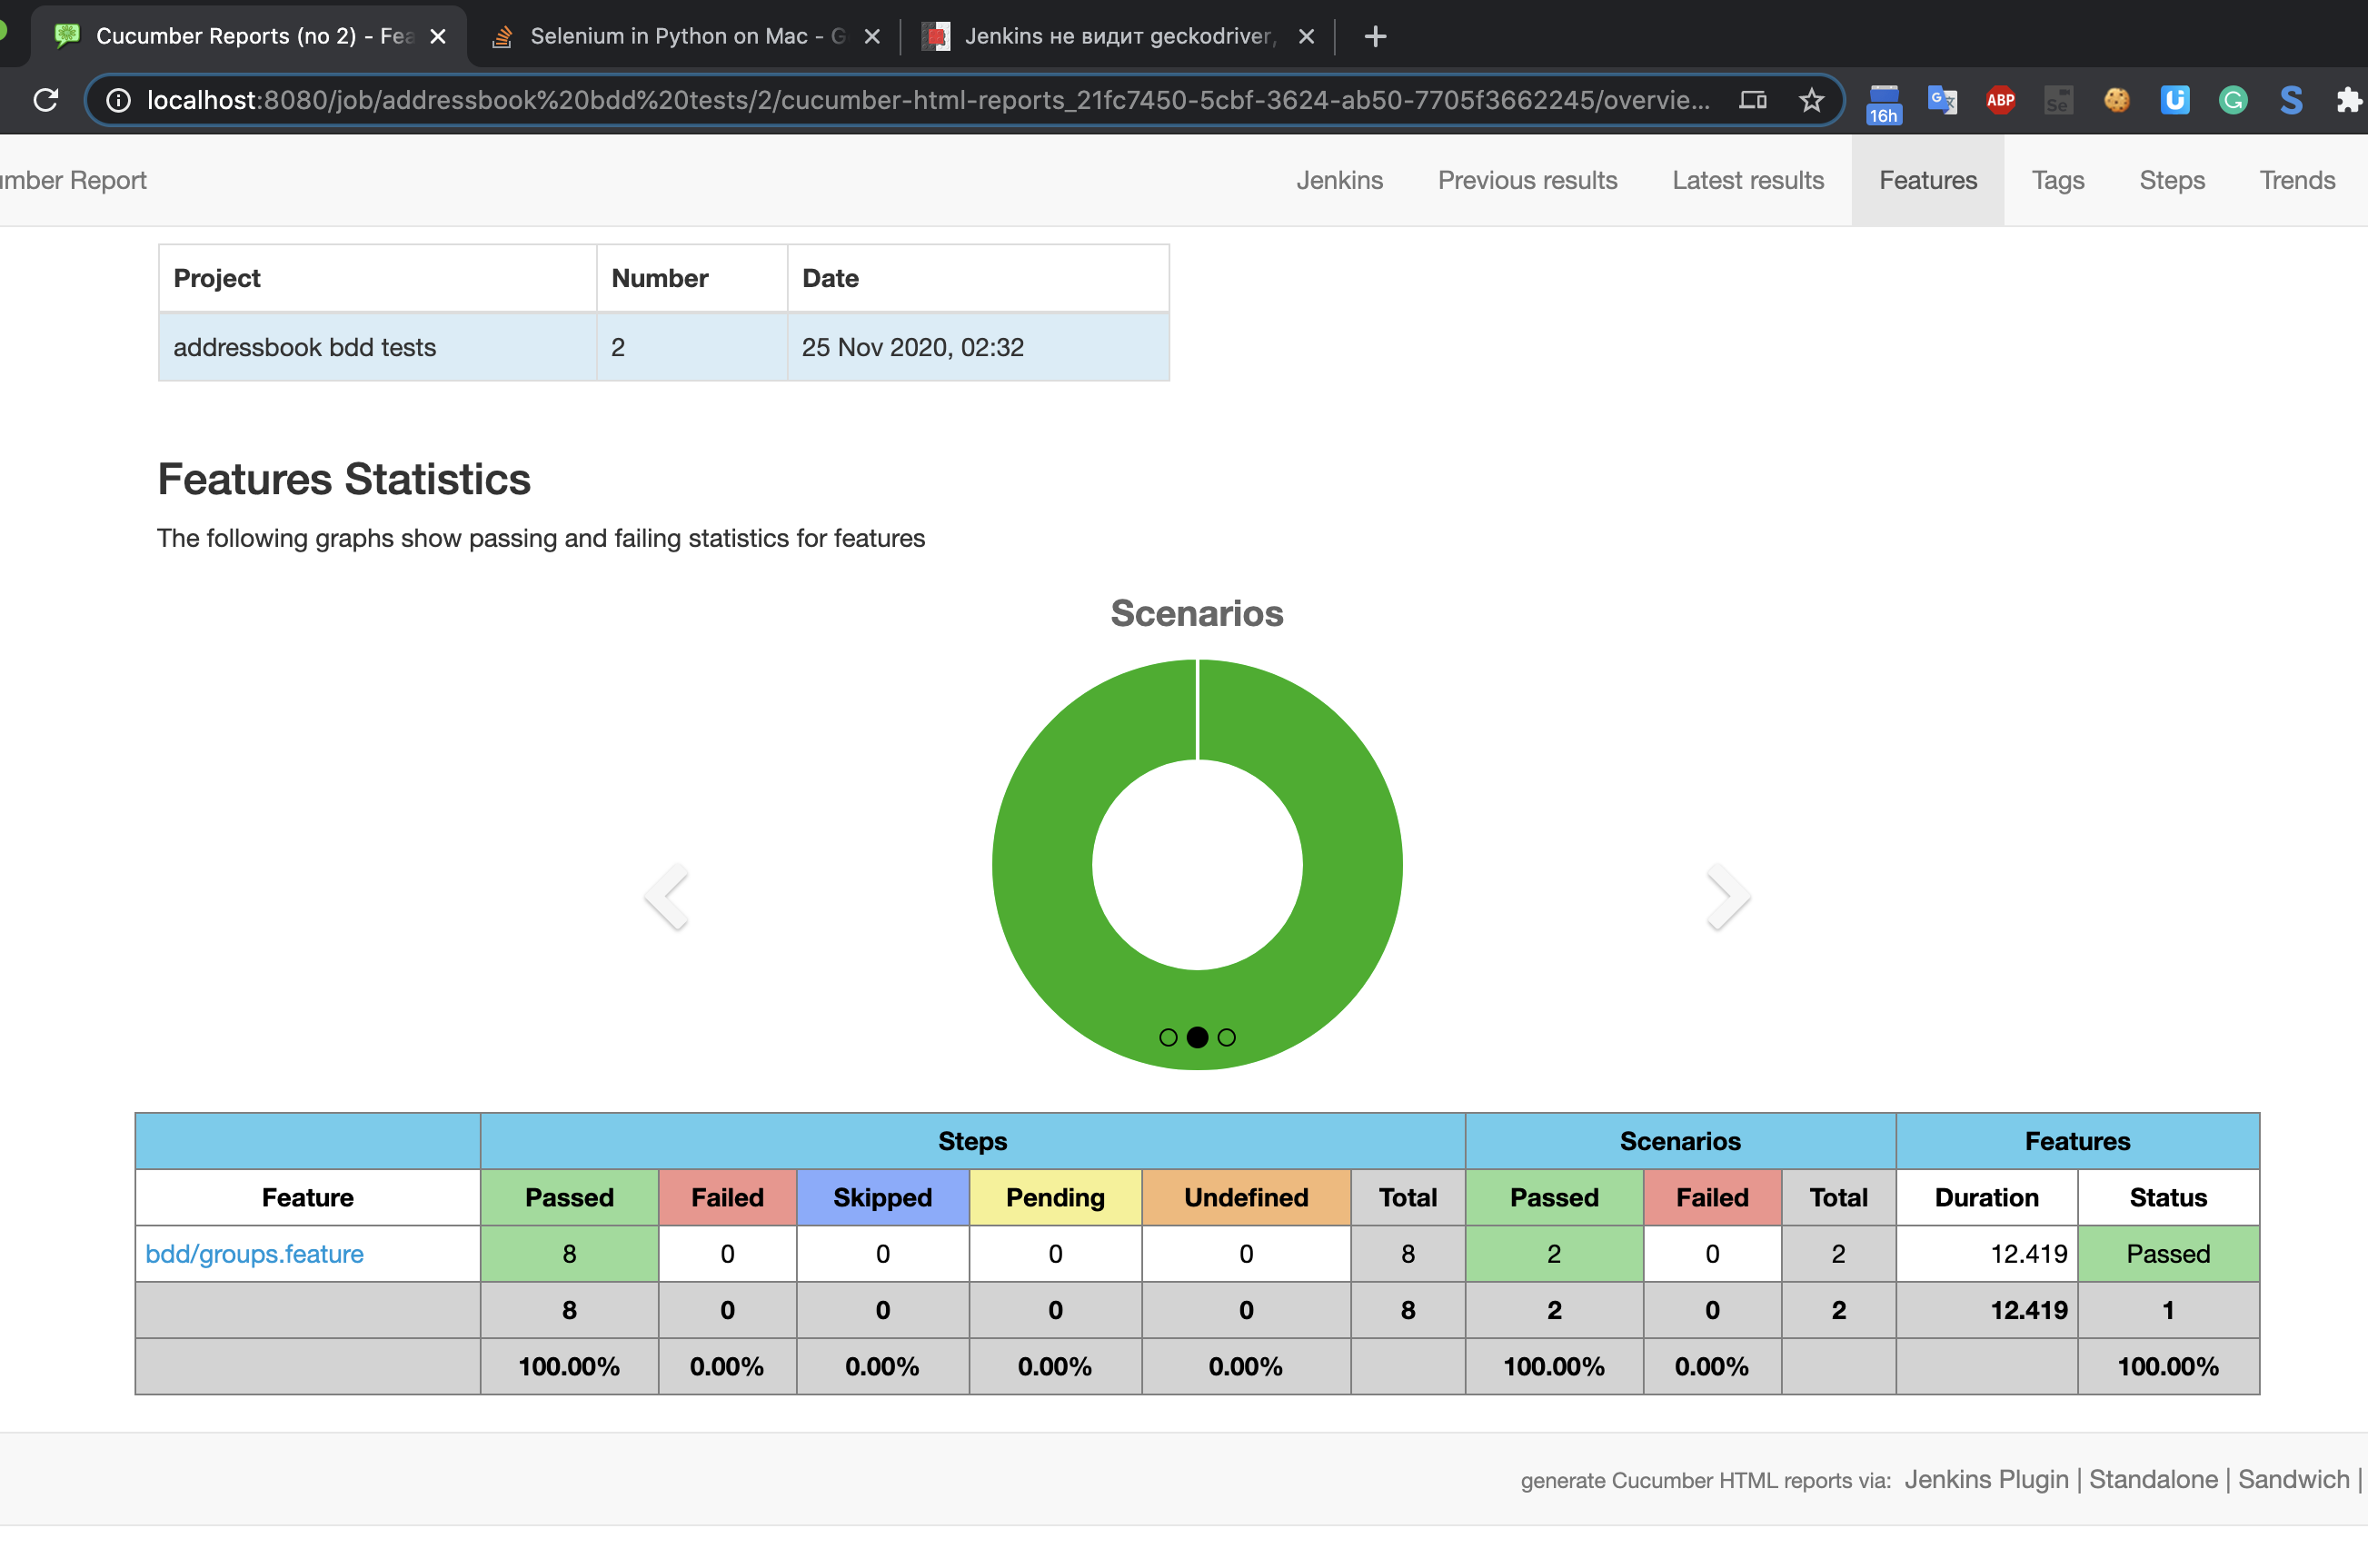 Cucumber Reports (no 2) - Fea
Selenium in Python on Mac - G
Jenkins не видит geckodriver,
localhost:8080/job/addressbook%20bdd%20tests/2/cucumber-html-reports_21fc7450-5cbf-3624-ab50-7705f3662245/overvie...
16h
G
ABP
Se
G
S
umber Report
Jenkins
Previous results
Latest results
Features
Tags
Steps
Trends
Project Number Date
addressbook bdd tests 2 25 Nov 2020, 02:32
Features Statistics
The following graphs show passing and failing statistics for features
Scenarios
Steps Scenarios Features
Feature Passed Failed Skipped Pending Undefined Total Passed Failed Total Duration Status
bdd/groups.feature 8 0 0 0 0 8 2 0 2 12.419 Passed
8 0 0 0 0 8 2 0 2 12.419 1
100.00% 0.00% 0.00% 0.00% 0.00% 100.00% 0.00% 100.00%
generate Cucumber HTML reports via: Jenkins Plugin | Standalone | Sandwich |